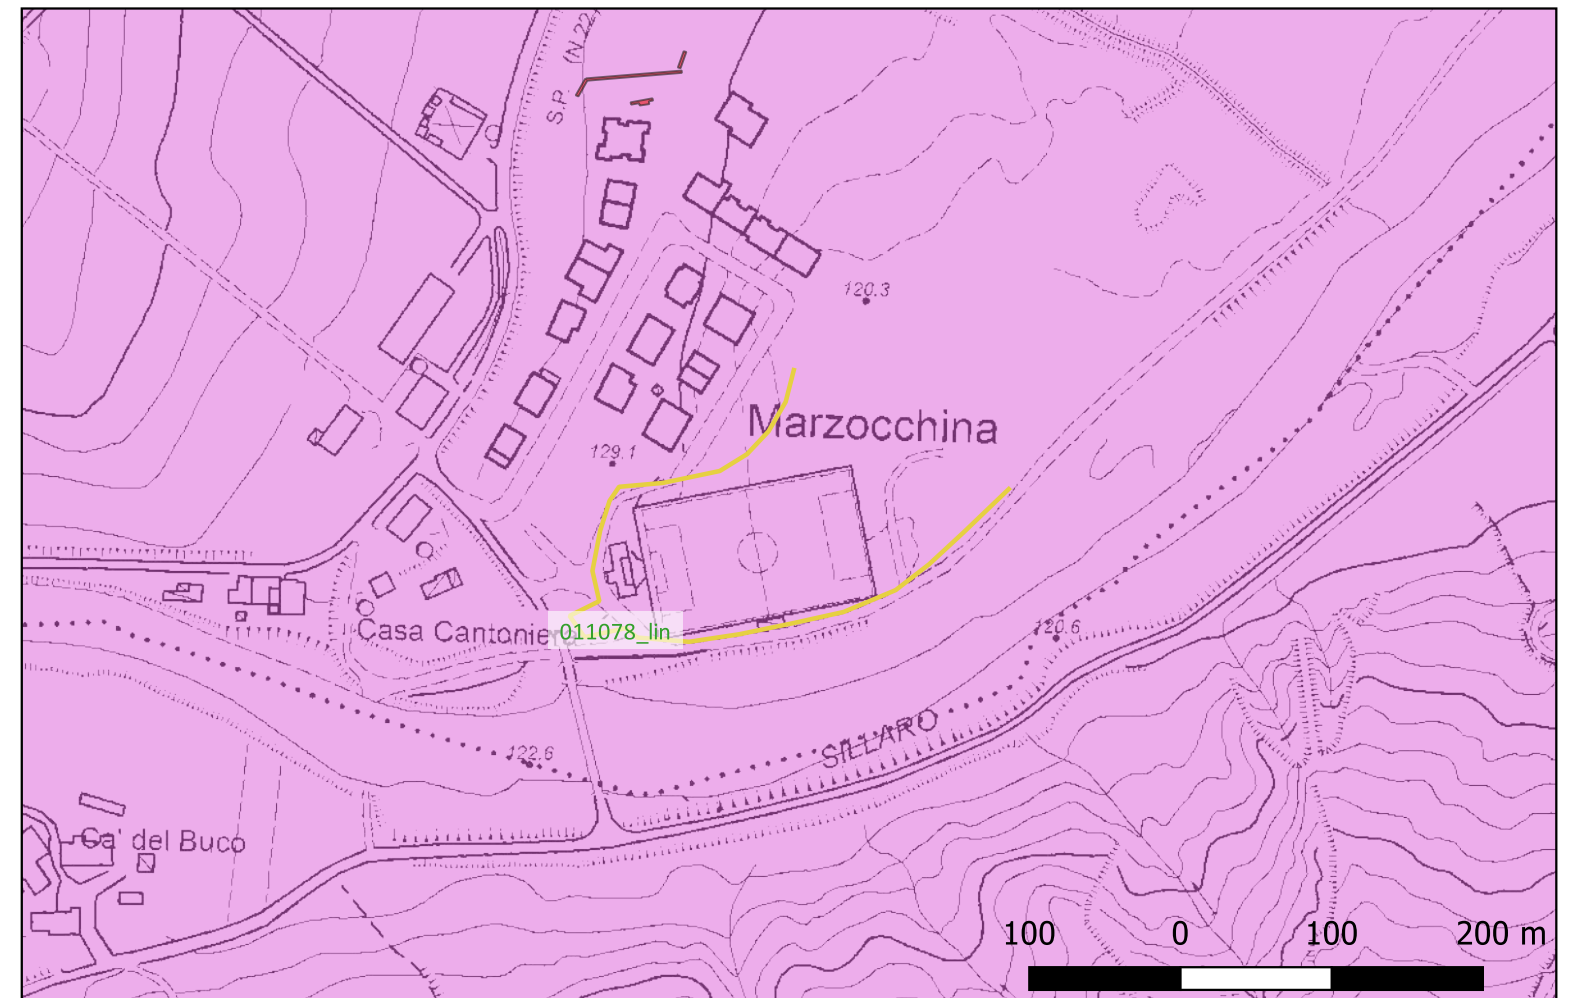 S.P. (N 22
120.3
Marzocchina
129.1
Casa Cantoniera
011078_lin
120.6
SILLARO
122.6
Ca' del Buco
100 0 100 200 m